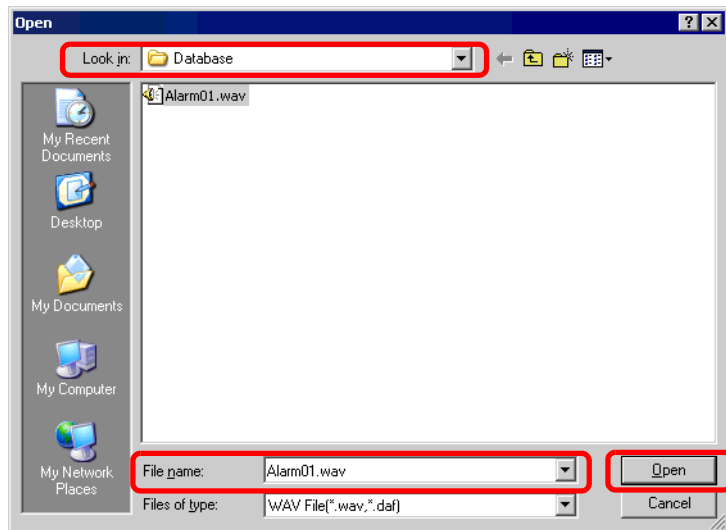 Open
Look in: Database
Alarm01.wav
My Recent
Documents
Desktop
My Documents
My Computer
My Network
Places
File name: Alarm01.wav Open
Files of type: WAV File(*.wav,*.daf) Cancel